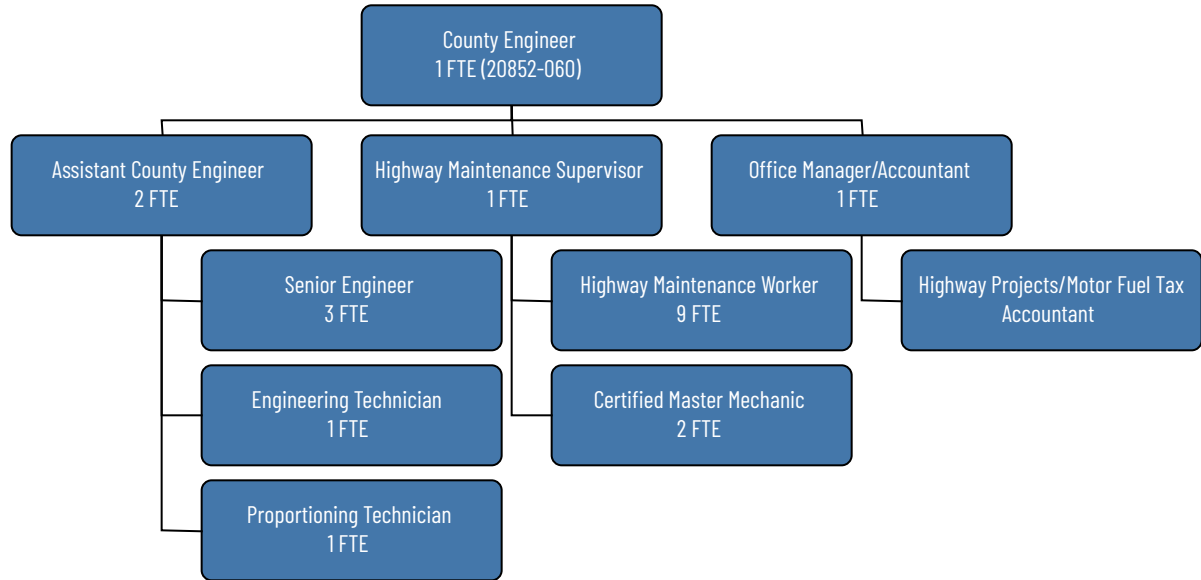 County Engineer
1 FTE (20852-060)
Assistant County Engineer
2 FTE
Highway Maintenance Supervisor
1 FTE
Office Manager/Accountant
1 FTE
Senior Engineer
3 FTE
Highway Maintenance Worker
9 FTE
Highway Projects/Motor Fuel Tax
Accountant
Engineering Technician
1 FTE
Certified Master Mechanic
2 FTE
Proportioning Technician
1 FTE